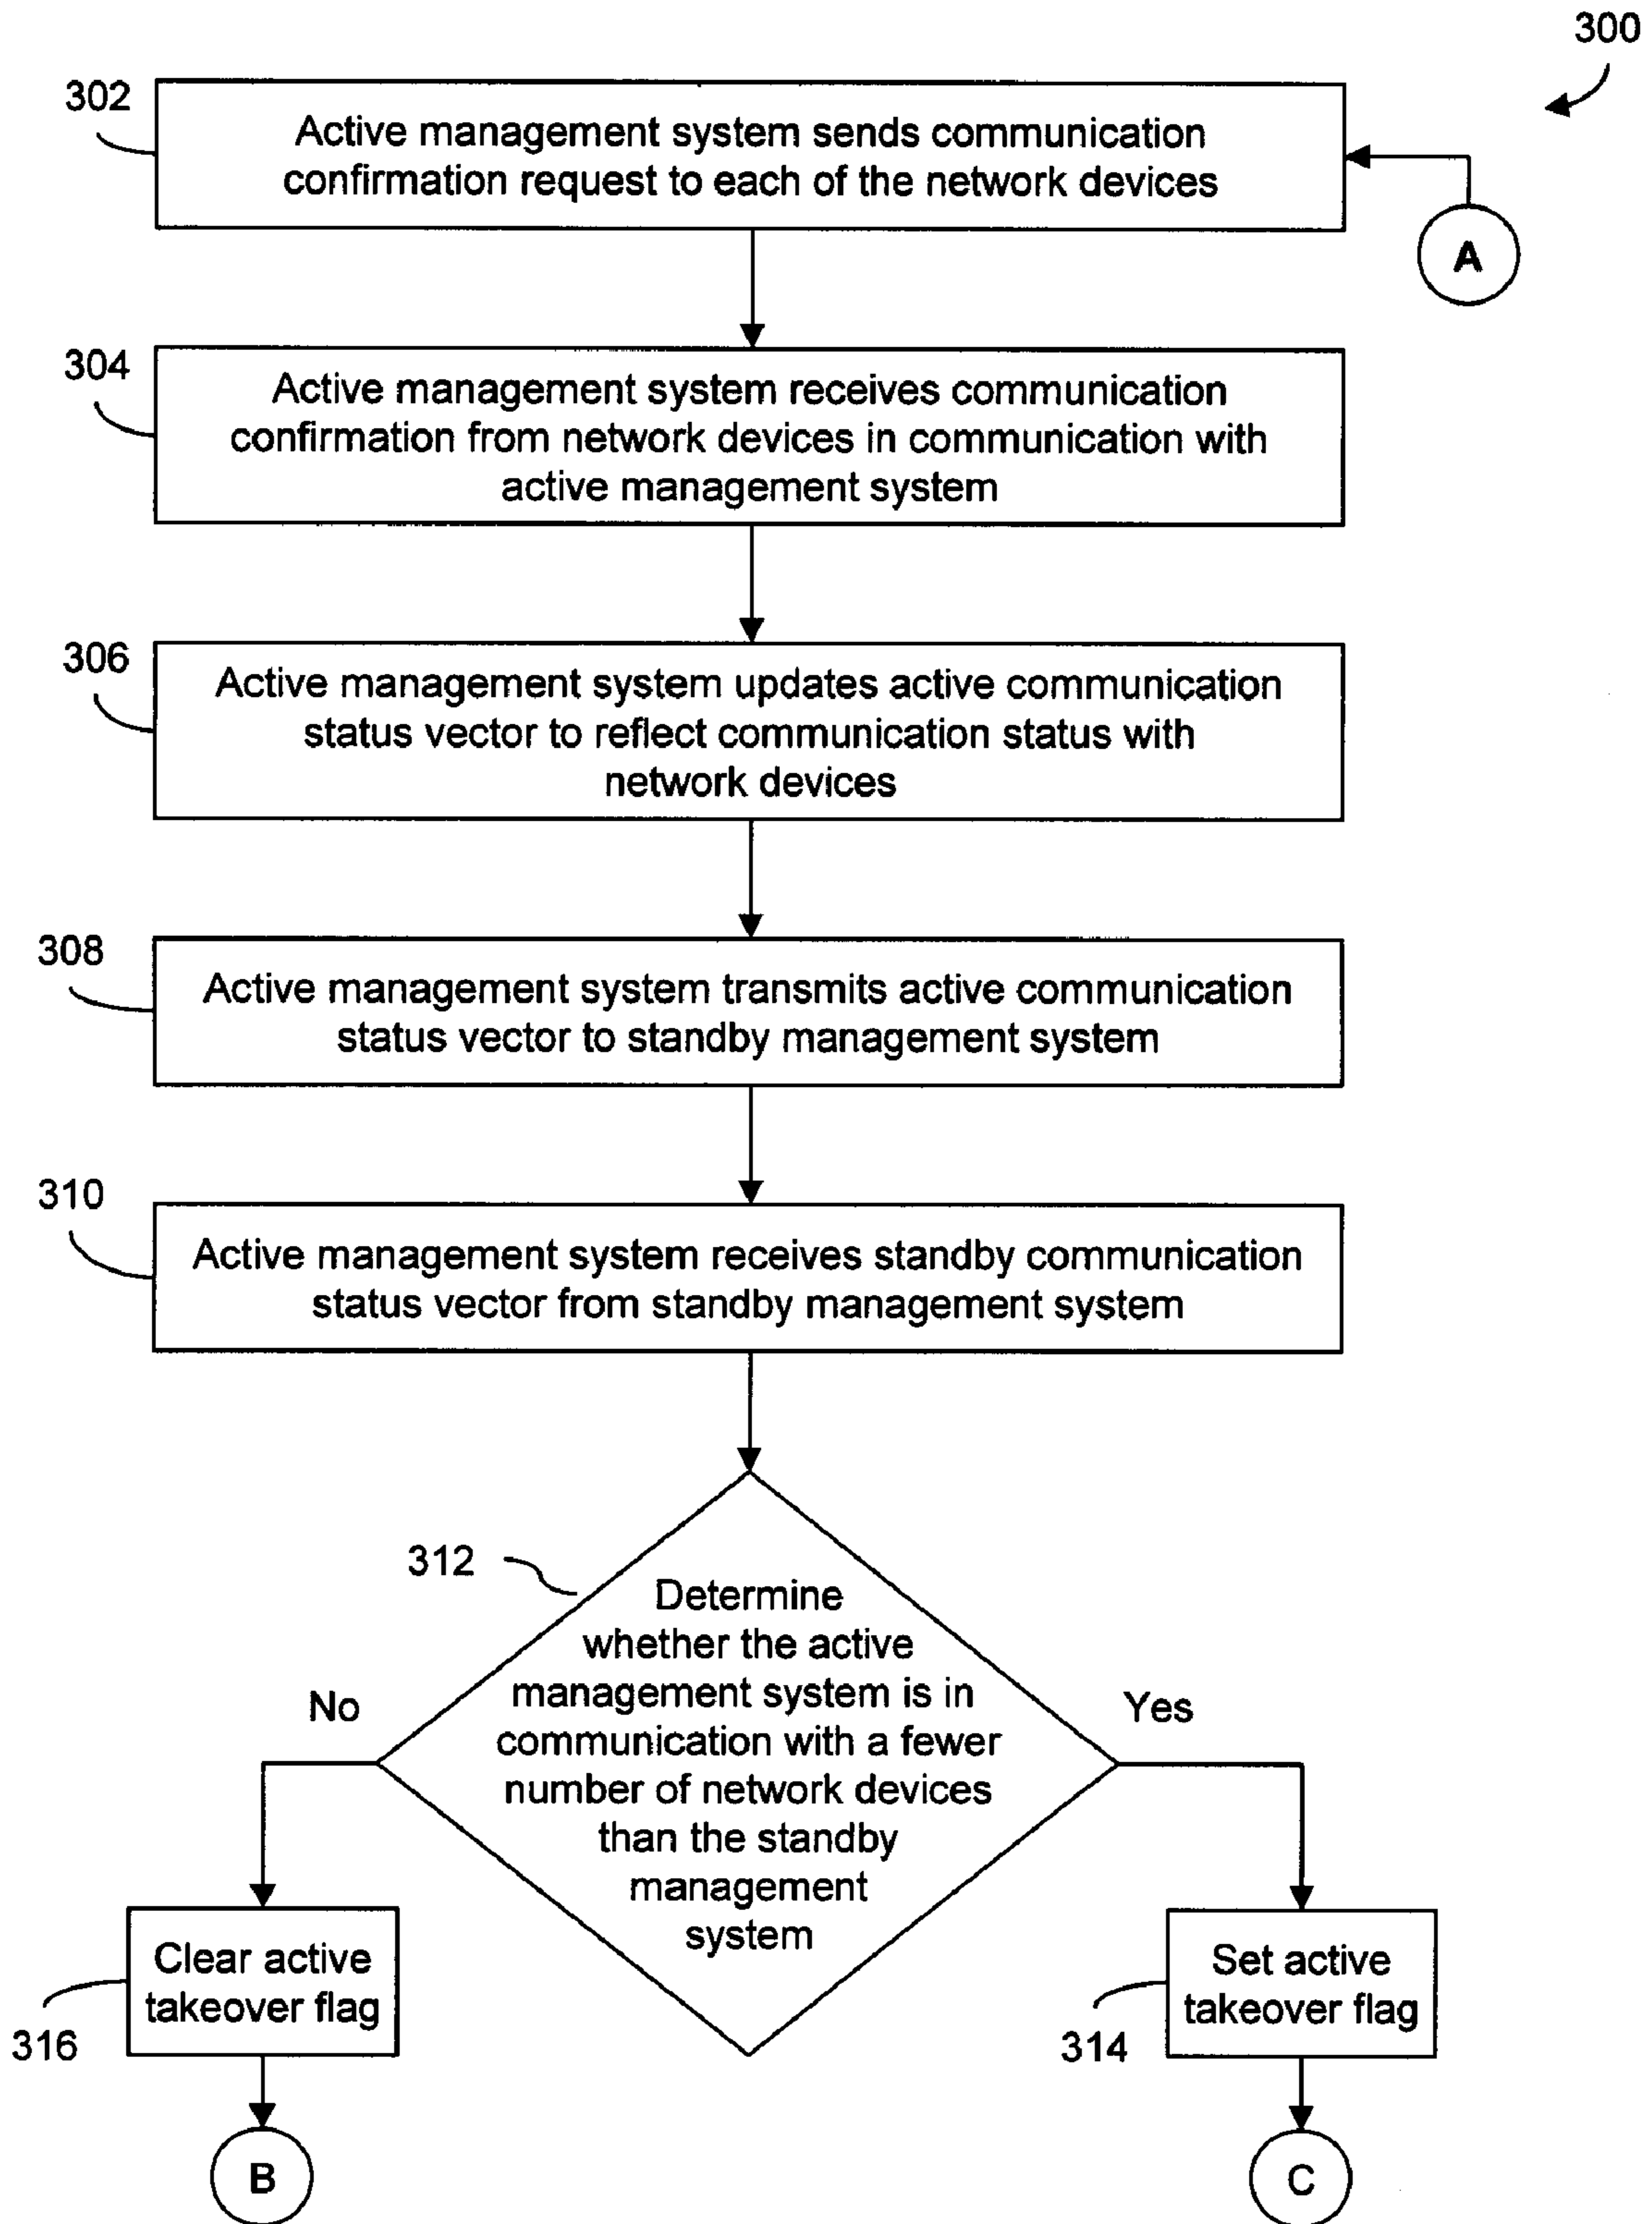 300
302
Active management system sends communication
confirmation request to each of the network devices
A
304
Active management system receives communication
confirmation from network devices in communication with
active management system
306
Active management system updates active communication
status vector to reflect communication status with
network devices
308
Active management system transmits active communication
status vector to standby management system
310
Active management system receives standby communication
status vector from standby management system
312
Determine
whether the active
management system is in
communication with a fewer
number of network devices
than the standby
management
system
No
Yes
Clear active
takeover flag
316
Set active
takeover flag
314
B
C